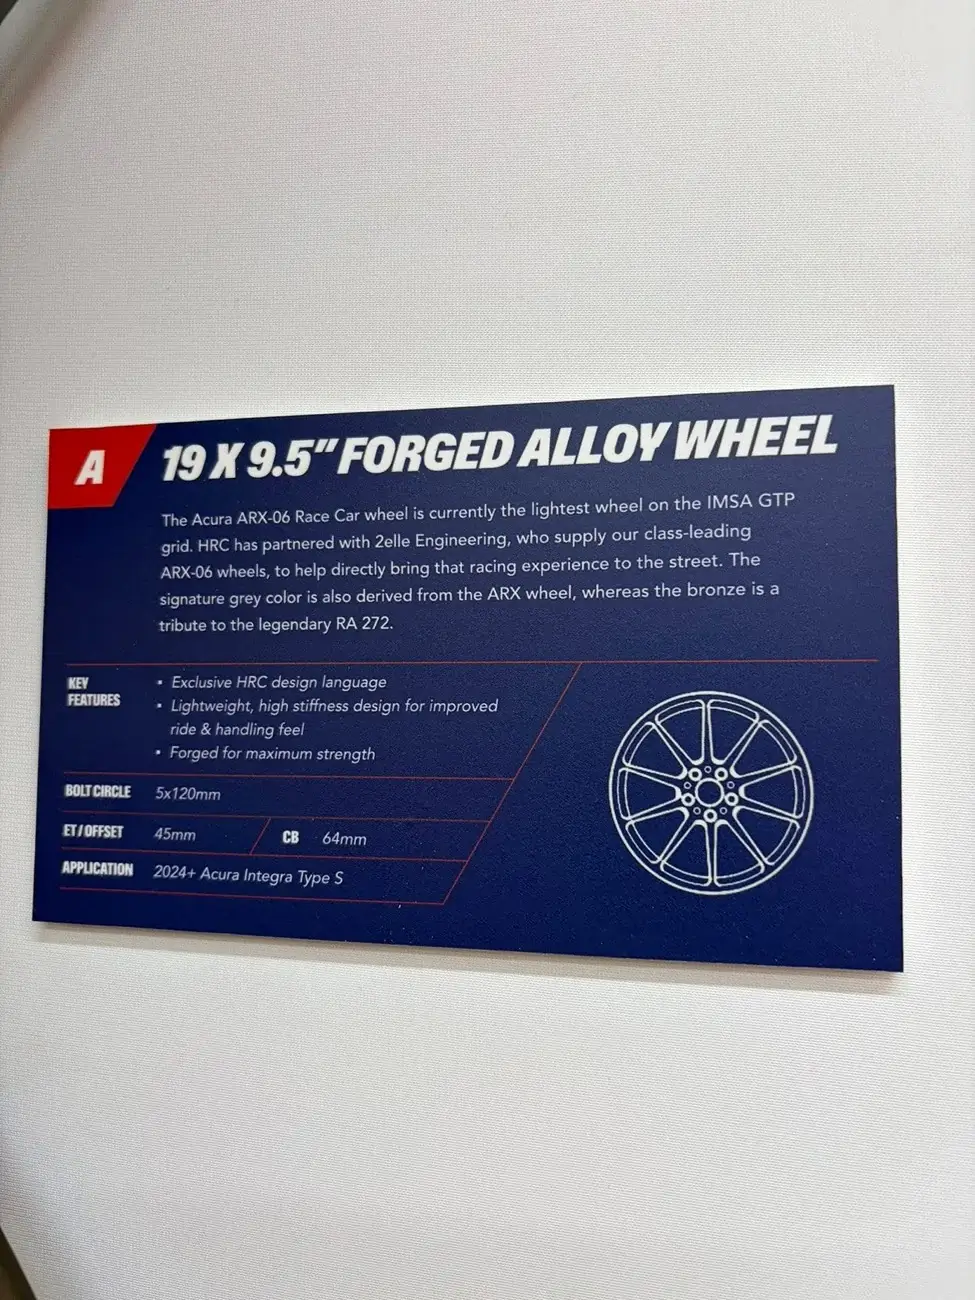 A
19 X 9.5" FORGED ALLOY WHEEL
The Acura ARX-06 Race Car wheel is currently the lightest wheel on the IMSA GTP
grid. HRC has partnered with 2elle Engineering, who supply our class-leading
ARX-06 wheels, to help directly bring that racing experience to the street. The
signature grey color is also derived from the ARX wheel, whereas the bronze is a
tribute to the legendary RA 272.
KEY
FEATURES
• Exclusive HRC design language
• Lightweight, high stiffness design for improved
ride & handling feel
• Forged for maximum strength
BOLT CIRCLE 5x120mm
ET / OFFSET 45mm CB 64mm
APPLICATION 2024+ Acura Integra Type S